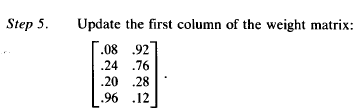 Step 5. Update the first column of the weight matrix:
.08 .92
.24 .76
.20 .28
.96 .12 .